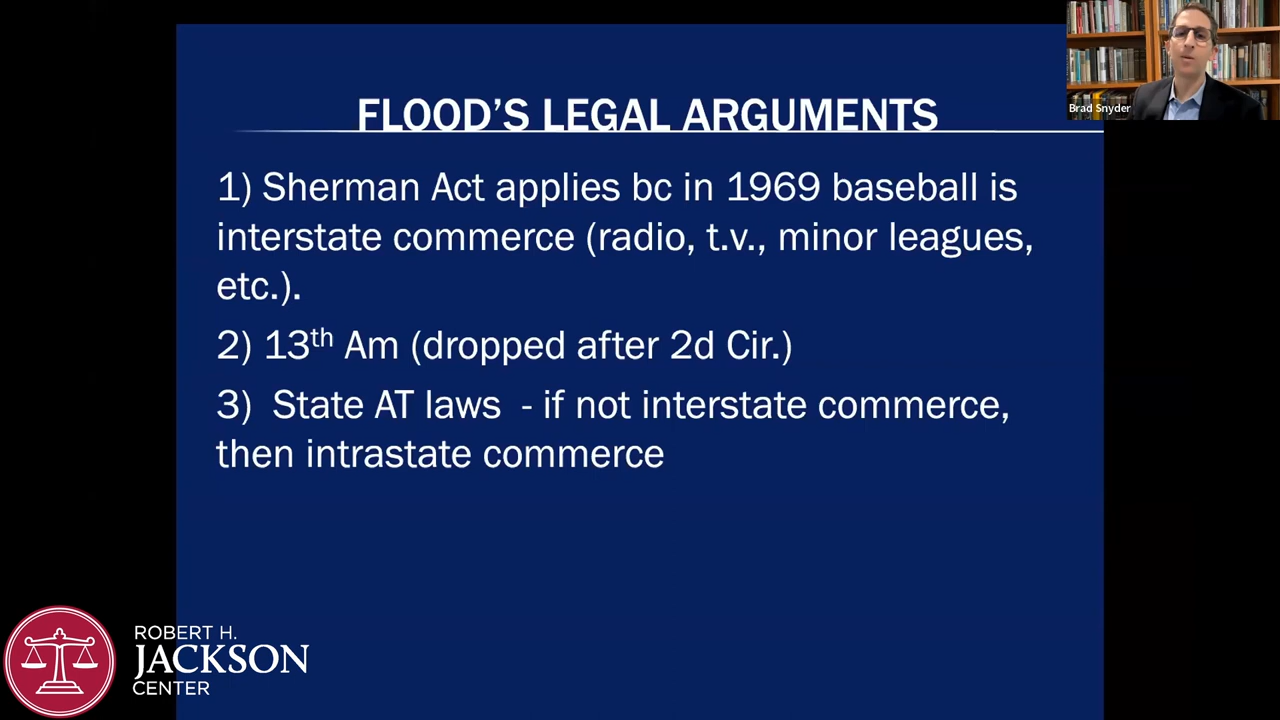 Brad Snyder
FLOOD'S LEGAL ARGUMENTS
1) Sherman Act applies bc in 1969 baseball is
interstate commerce (radio, t.v., minor leagues,
etc.).
2) 13th Am (dropped after 2d Cir.)
3) State AT laws - if not interstate commerce,
then intrastate commerce
ROBERT H.
JACKSON
CENTER